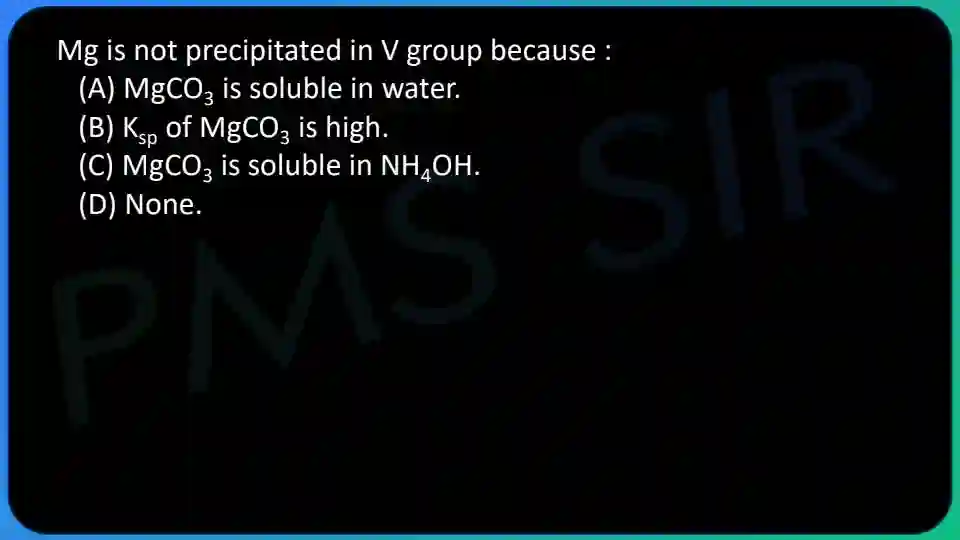 Mg is not precipitated in V group because :
(A) MgCO₃ is soluble in water.
(B) Kₛₚ of MgCO₃ is high.
(C) MgCO₃ is soluble in NH₄OH.
(D) None.
PMS SIR